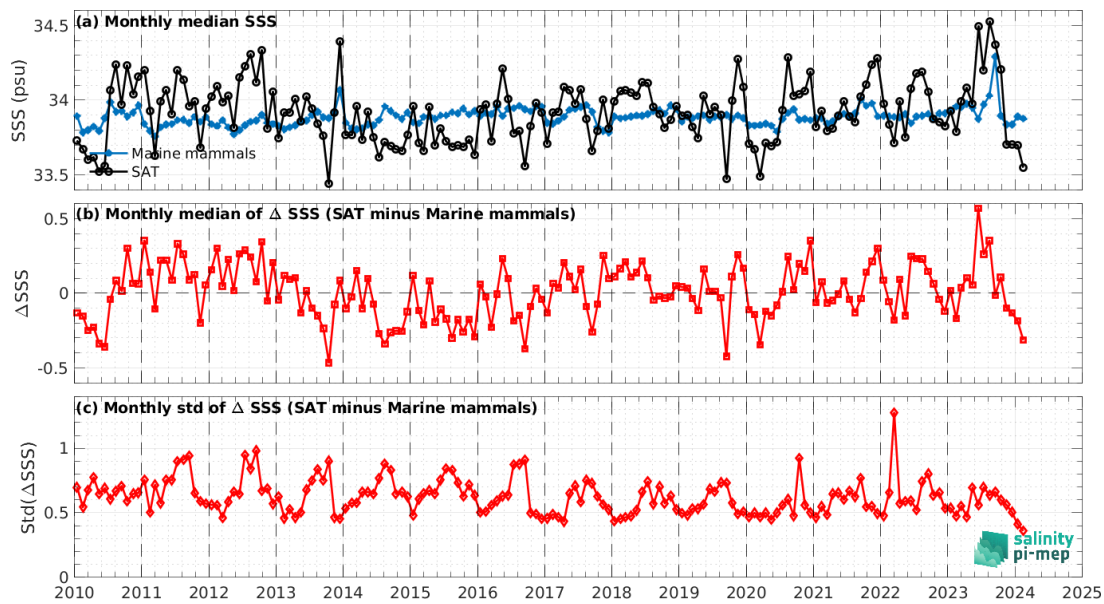 (a) Monthly median SSS
34.5
34
33.5
SSS (psu)
Marine mammals
SAT
(b) Monthly median of Δ SSS (SAT minus Marine mammals)
0.5
0
-0.5
ΔSSS
(c) Monthly std of Δ SSS (SAT minus Marine mammals)
1
0.5
0
Std(ΔSSS)
salinity
pi-mep
2010 2011 2012 2013 2014 2015 2016 2017 2018 2019 2020 2021 2022 2023 2024 2025